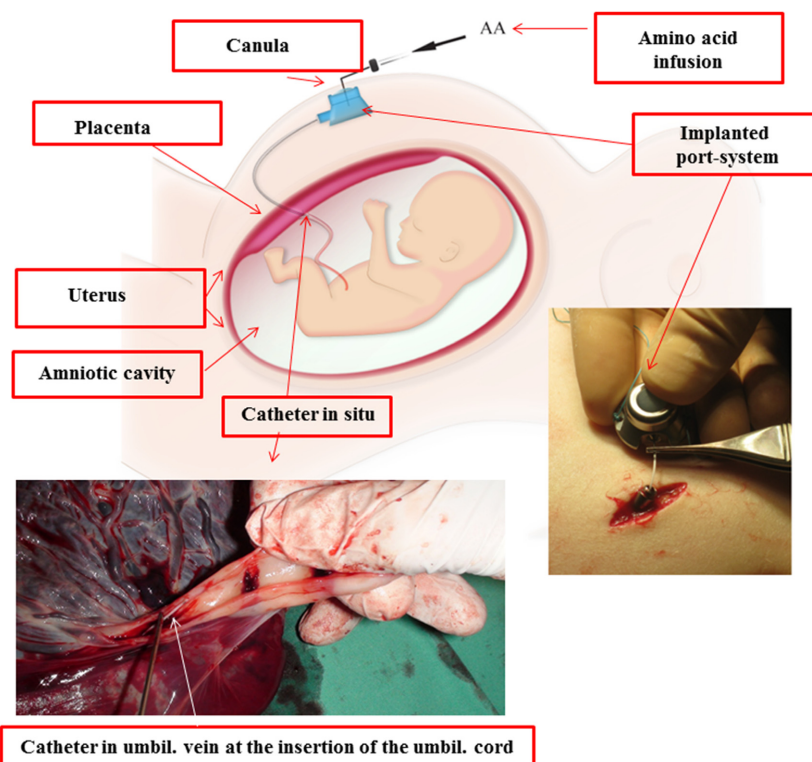 Canula
AA
Amino acid
infusion
Placenta
Implanted
port-system
Uterus
Amniotic cavity
Catheter in situ
Catheter in umbil. vein at the insertion of the umbil. cord